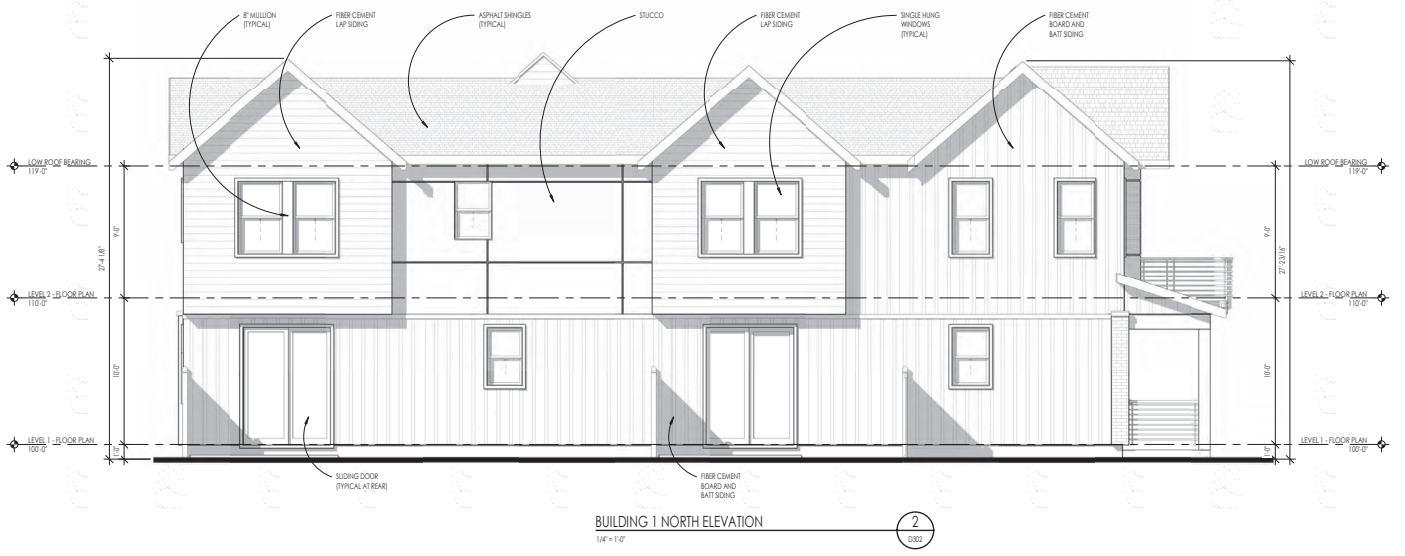 8" MULLION
(TYPICAL)
FIBER CEMENT
LAP SIDING
ASPHALT SHINGLES
(TYPICAL)
STUCCO
FIBER CEMENT
LAP SIDING
SINGLE HUNG
WINDOWS
(TYPICAL)
FIBER CEMENT
BOARD AND
BATT SIDING
LOW ROOF BEARING
119'-0"
LOW ROOF BEARING
119'-0"
27'-4 1/8"
9'-0"
9'-0"
27'-2 3/16"
LEVEL 2 - FLOOR PLAN
110'-0"
LEVEL 2 - FLOOR PLAN
110'-0"
10'-0"
10'-0"
LEVEL 1 - FLOOR PLAN
100'-0"
LEVEL 1 - FLOOR PLAN
100'-0"
1'-0"
1'-0"
SLIDING DOOR
(TYPICAL AT REAR)
FIBER CEMENT
BOARD AND
BATT SIDING
BUILDING 1 NORTH ELEVATION
1/4" = 1'-0"
2
D302